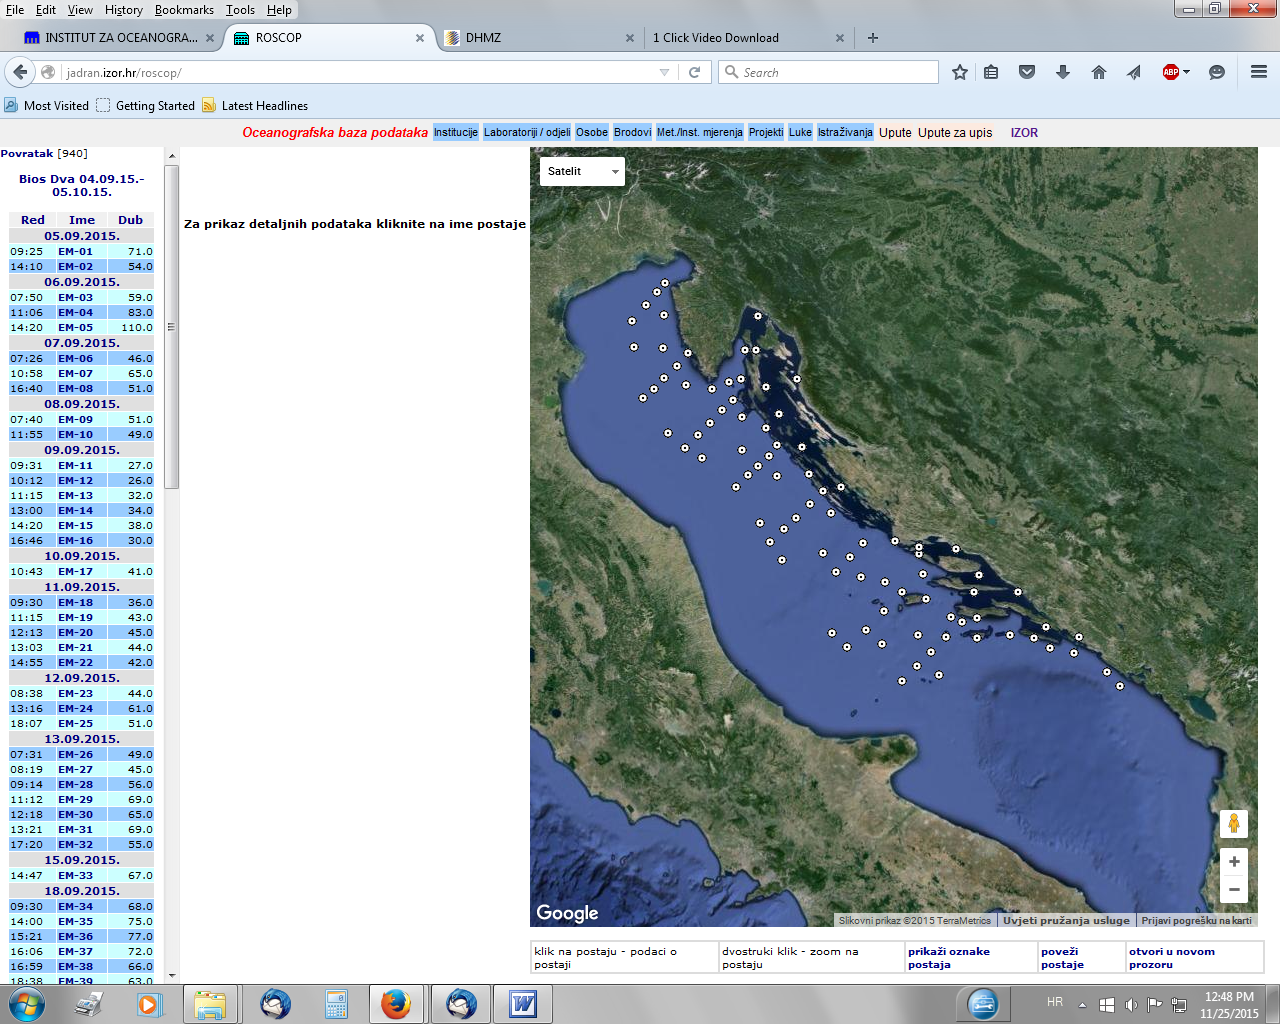 File Edit View History Bookmarks Tools Help
INSTITUT ZA OCEANOGRA... ROSCOP DHMZ 1 Click Video Download
jadran.izor.hr/roscop/ Search ABP
Most Visited Getting Started Latest Headlines
Oceanografska baza podataka Institucije Laboratoriji / odjeli Osobe Brodovi Met./Inst. mjerenja Projekti Luke Istraživanja Upute Upute za upis IZOR
Povratak [940]
Bios Dva 04.09.15.-
05.10.15.
Red Ime Dub
05.09.2015.
09:25 EM-01 71.0
14:10 EM-02 54.0
06.09.2015.
07:50 EM-03 59.0
11:06 EM-04 83.0
14:20 EM-05 110.0
07.09.2015.
07:26 EM-06 46.0
10:58 EM-07 65.0
16:40 EM-08 51.0
08.09.2015.
07:40 EM-09 51.0
11:55 EM-10 49.0
09.09.2015.
09:31 EM-11 27.0
10:12 EM-12 26.0
11:15 EM-13 32.0
13:00 EM-14 34.0
14:20 EM-15 38.0
16:46 EM-16 30.0
10.09.2015.
10:43 EM-17 41.0
11.09.2015.
09:30 EM-18 36.0
11:15 EM-19 43.0
12:13 EM-20 45.0
13:03 EM-21 44.0
14:55 EM-22 42.0
12.09.2015.
08:38 EM-23 44.0
13:16 EM-24 61.0
18:07 EM-25 51.0
13.09.2015.
07:31 EM-26 49.0
08:19 EM-27 45.0
09:14 EM-28 56.0
11:12 EM-29 69.0
12:18 EM-30 65.0
13:21 EM-31 69.0
17:20 EM-32 55.0
15.09.2015.
14:47 EM-33 67.0
18.09.2015.
09:30 EM-34 68.0
14:00 EM-35 75.0
15:21 EM-36 77.0
16:06 EM-37 72.0
16:59 EM-38 66.0
18:38 EM-39 63.0
Za prikaz detaljnih podataka kliknite na ime postaje
Satelit
Google
Slikovni prikaz ©2015 TerraMetrics Uvjeti pružanja usluge Prijavi pogrešku na karti
klik na postaju - podaci o
postaji
dvostruki klik - zoom na
postaju
prikaži oznake
postaja
poveži
postaje
otvori u novom
prozoru
HR
12:48 PM
11/25/2015